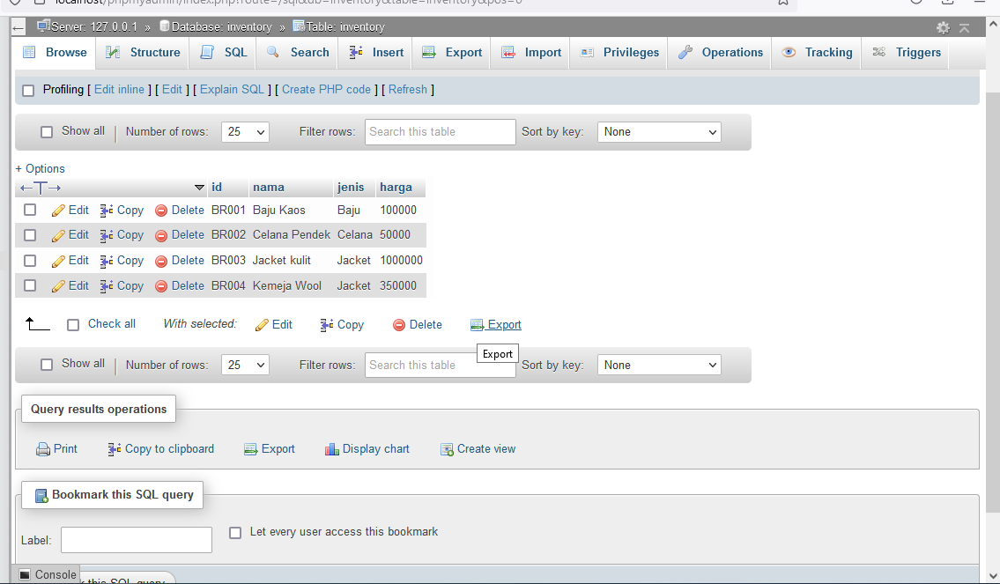 localhost/phpmyadmin/index.php?route=/sql&db=inventory&table=inventory&pos=0
Server: 127.0.0.1 » Database: inventory » Table: inventory
Browse Structure SQL Search Insert Export Import Privileges Operations Tracking Triggers
Profiling [ Edit inline ] [ Edit ] [ Explain SQL ] [ Create PHP code ] [ Refresh ]
Show all Number of rows: 25 Filter rows: Search this table Sort by key: None
+ Options
←T→ id nama jenis harga
Edit Copy Delete BR001 Baju Kaos Baju 100000
Edit Copy Delete BR002 Celana Pendek Celana 50000
Edit Copy Delete BR003 Jacket kulit Jacket 1000000
Edit Copy Delete BR004 Kemeja Wool Jacket 350000
Check all With selected: Edit Copy Delete Export
Export
Show all Number of rows: 25 Filter rows: Search this table Sort by key: None
Query results operations
Print Copy to clipboard Export Display chart Create view
Bookmark this SQL query
Label: Let every user access this bookmark
Console
this SQL query